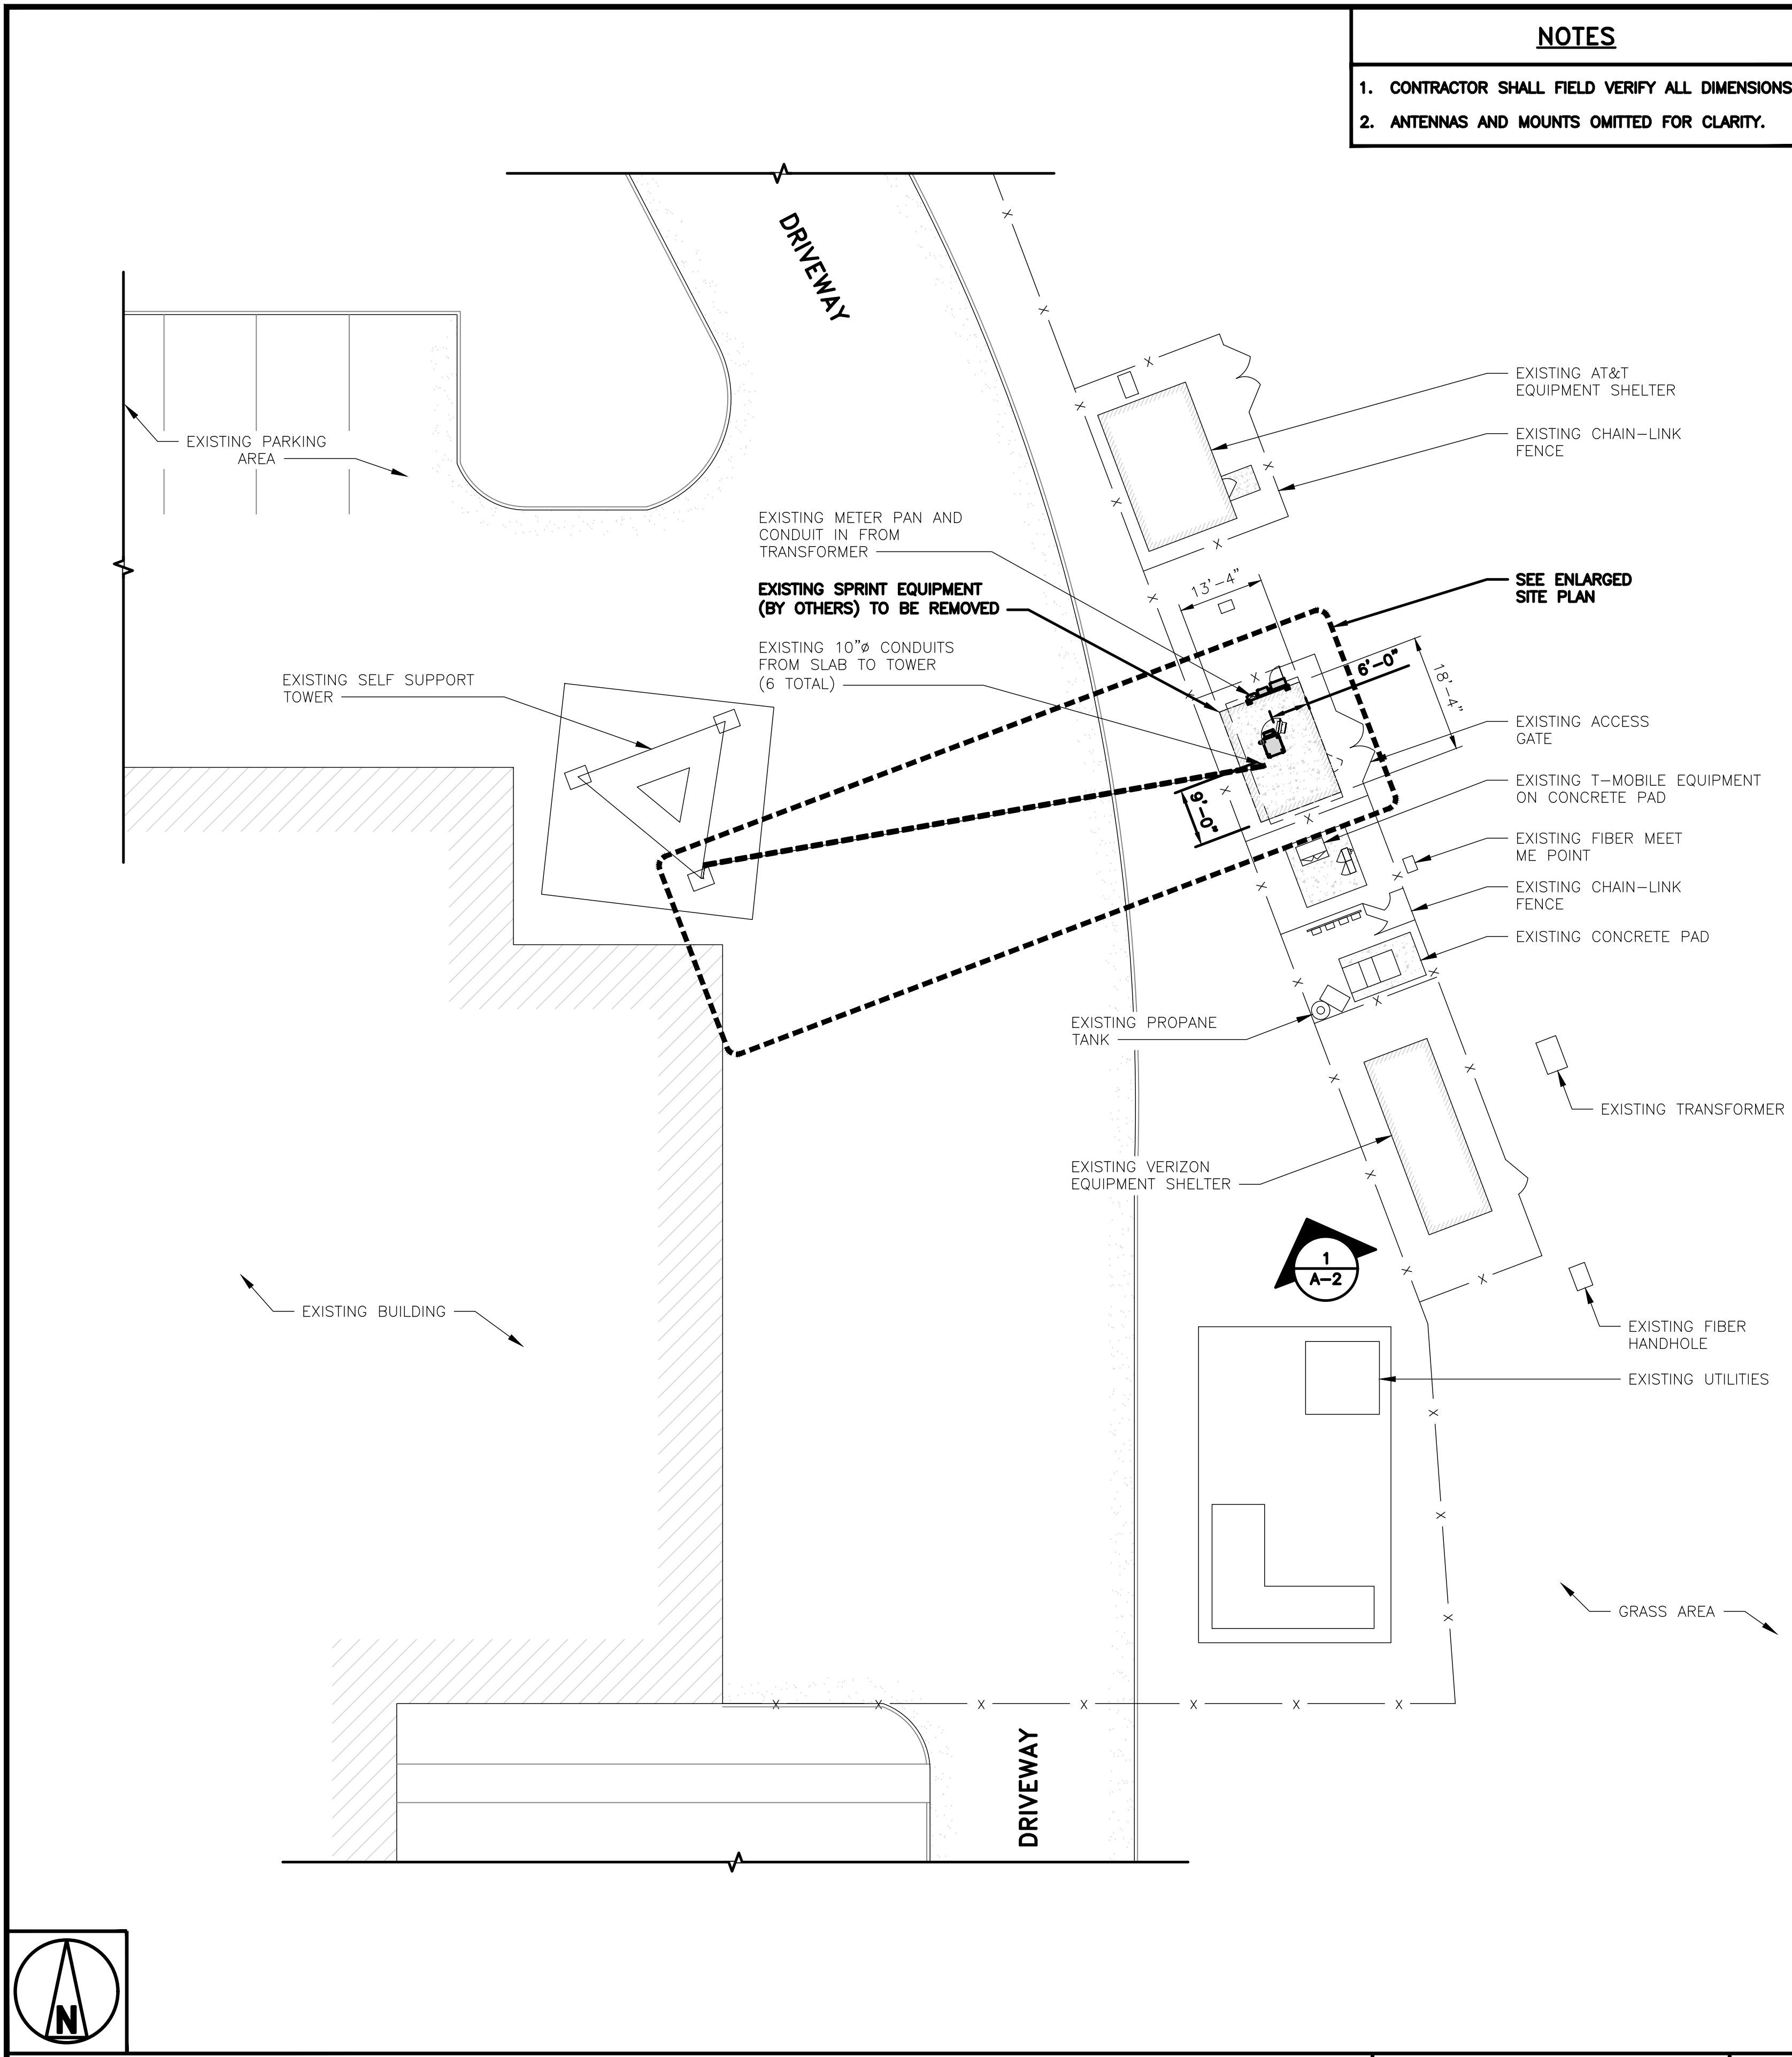 NOTES
1. CONTRACTOR SHALL FIELD VERIFY ALL DIMENSIONS
2. ANTENNAS AND MOUNTS OMITTED FOR CLARITY.
DRIVEWAY
EXISTING PARKING
AREA
EXISTING AT&T
EQUIPMENT SHELTER
EXISTING CHAIN-LINK
FENCE
EXISTING METER PAN AND
CONDUIT IN FROM
TRANSFORMER
EXISTING SPRINT EQUIPMENT
(BY OTHERS) TO BE REMOVED
EXISTING 10"ø CONDUITS
FROM SLAB TO TOWER
(6 TOTAL)
13'-4"
SEE ENLARGED
SITE PLAN
6'-0"
18'-4"
9'-0"
EXISTING SELF SUPPORT
TOWER
EXISTING ACCESS
GATE
EXISTING T-MOBILE EQUIPMENT
ON CONCRETE PAD
EXISTING FIBER MEET
ME POINT
EXISTING CHAIN-LINK
FENCE
EXISTING CONCRETE PAD
EXISTING PROPANE
TANK
EXISTING TRANSFORMER
EXISTING VERIZON
EQUIPMENT SHELTER
1
A-2
EXISTING BUILDING
EXISTING FIBER
HANDHOLE
EXISTING UTILITIES
GRASS AREA
DRIVEWAY
N